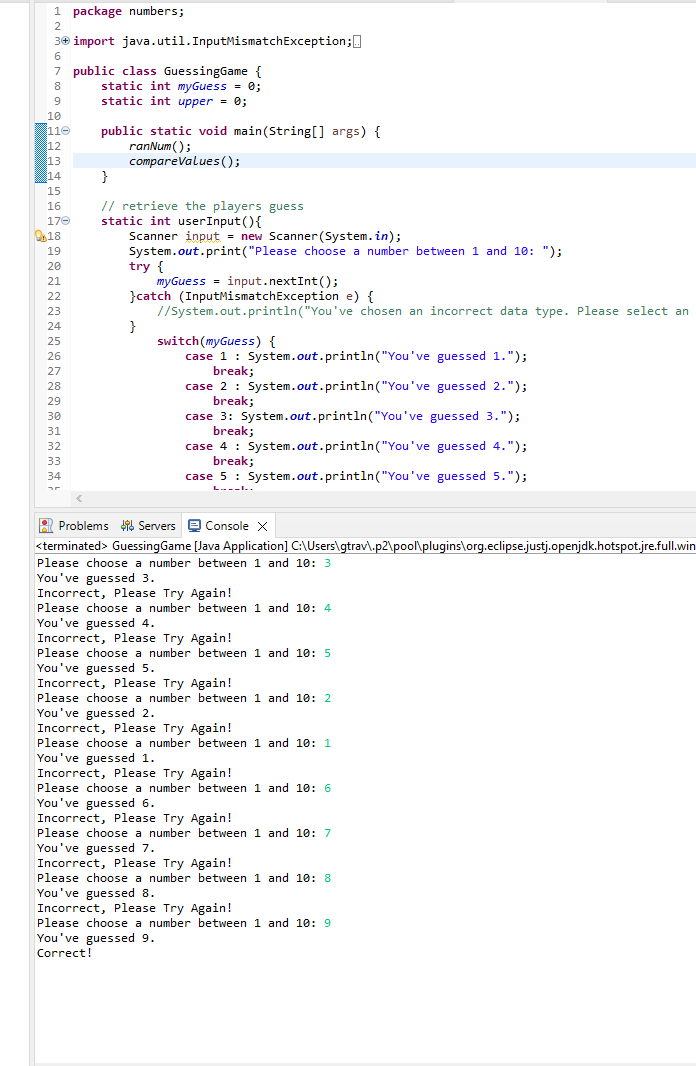 1 package numbers;
2
3 import java.util.InputMismatchException;
6
7 public class GuessingGame {
8 static int myGuess = 0;
9 static int upper = 0;
10
11 public static void main(String[] args) {
12 ranNum();
13 compareValues();
14 }
15
16 // retrieve the players guess
17 static int userInput(){
18 Scanner input = new Scanner(System.in);
19 System.out.print("Please choose a number between 1 and 10: ");
20 try {
21 myGuess = input.nextInt();
22 }catch (InputMismatchException e) {
23 //System.out.println("You've chosen an incorrect data type. Please select an
24 }
25 switch(myGuess) {
26 case 1 : System.out.println("You've guessed 1.");
27 break;
28 case 2 : System.out.println("You've guessed 2.");
29 break;
30 case 3: System.out.println("You've guessed 3.");
31 break;
32 case 4 : System.out.println("You've guessed 4.");
33 break;
34 case 5 : System.out.println("You've guessed 5.");
Problems Servers Console
<terminated> GuessingGame [Java Application] C:\Users\gtrav\.p2\pool\plugins\org.eclipse.justj.openjdk.hotspot.jre.full.win
Please choose a number between 1 and 10: 3
You've guessed 3.
Incorrect, Please Try Again!
Please choose a number between 1 and 10: 4
You've guessed 4.
Incorrect, Please Try Again!
Please choose a number between 1 and 10: 5
You've guessed 5.
Incorrect, Please Try Again!
Please choose a number between 1 and 10: 2
You've guessed 2.
Incorrect, Please Try Again!
Please choose a number between 1 and 10: 1
You've guessed 1.
Incorrect, Please Try Again!
Please choose a number between 1 and 10: 6
You've guessed 6.
Incorrect, Please Try Again!
Please choose a number between 1 and 10: 7
You've guessed 7.
Incorrect, Please Try Again!
Please choose a number between 1 and 10: 8
You've guessed 8.
Incorrect, Please Try Again!
Please choose a number between 1 and 10: 9
You've guessed 9.
Correct!